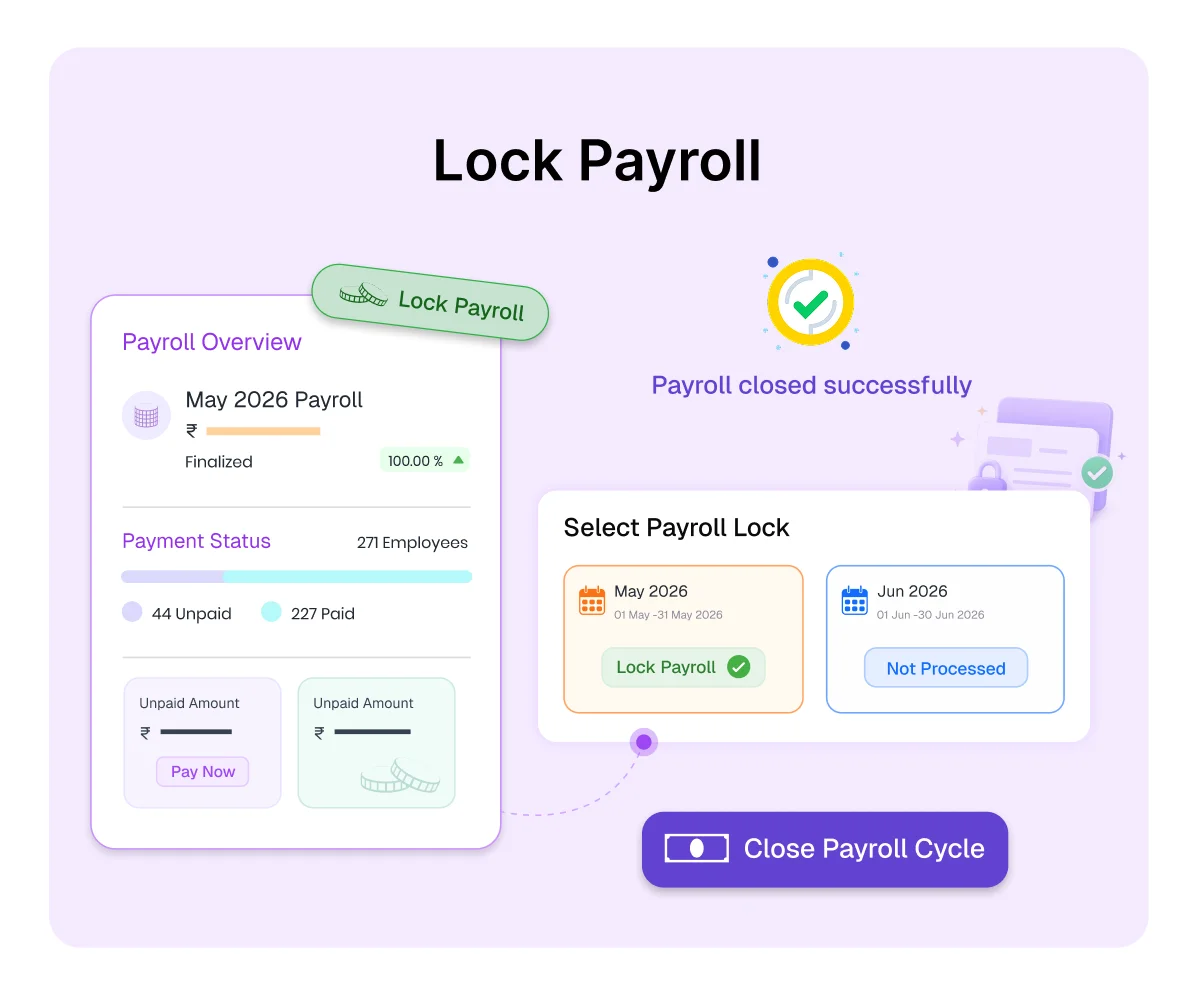 Lock Payroll
Lock Payroll
Payroll Overview
May 2026 Payroll
₹
Finalized
100.00 %
Payment Status
271 Employees
44 Unpaid
227 Paid
Unpaid Amount
₹
Pay Now
Unpaid Amount
₹
Payroll closed successfully
Select Payroll Lock
May 2026
01 May -31 May 2026
Lock Payroll
Jun 2026
01 Jun -30 Jun 2026
Not Processed
Close Payroll Cycle